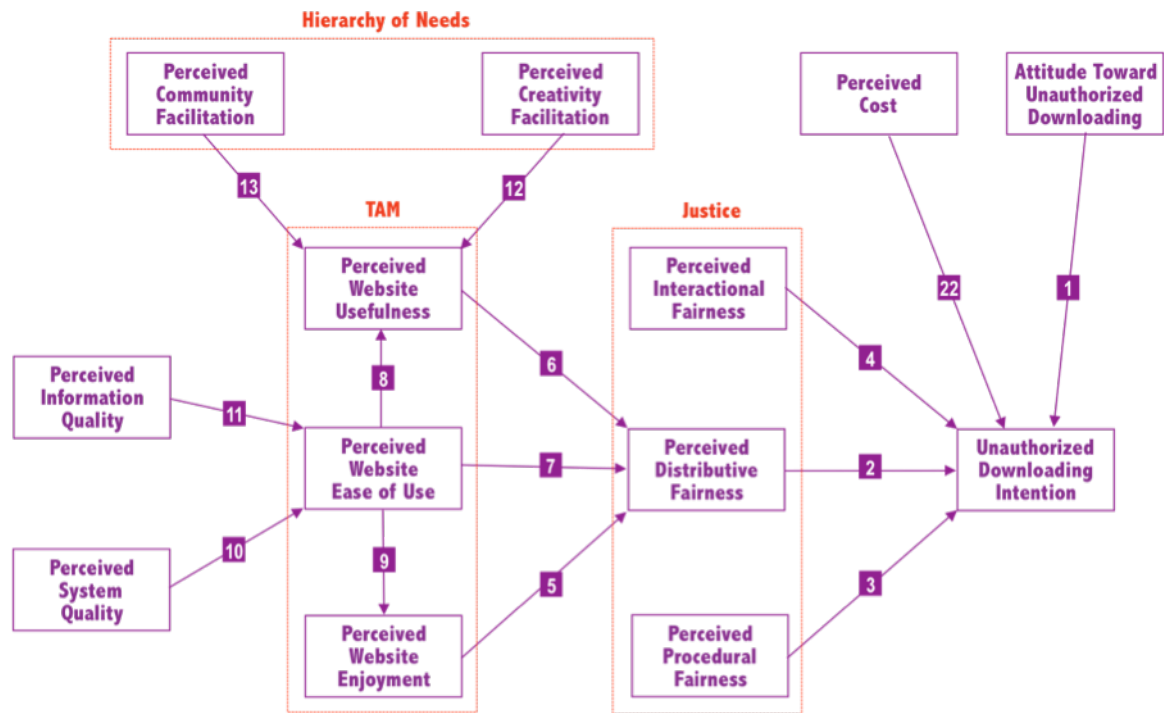 Hierarchy of Needs
Perceived
Community
Facilitation
Perceived
Creativity
Facilitation
Perceived
Cost
Attitude Toward
Unauthorized
Downloading
13
12
TAM
Justice
Perceived
Website
Usefulness
Perceived
Interactional
Fairness
22
1
6
4
8
Perceived
Information
Quality
11
Perceived
Website
Ease of Use
7
Perceived
Distributive
Fairness
2
Unauthorized
Downloading
Intention
10
9
5
3
Perceived
System
Quality
Perceived
Website
Enjoyment
Perceived
Procedural
Fairness